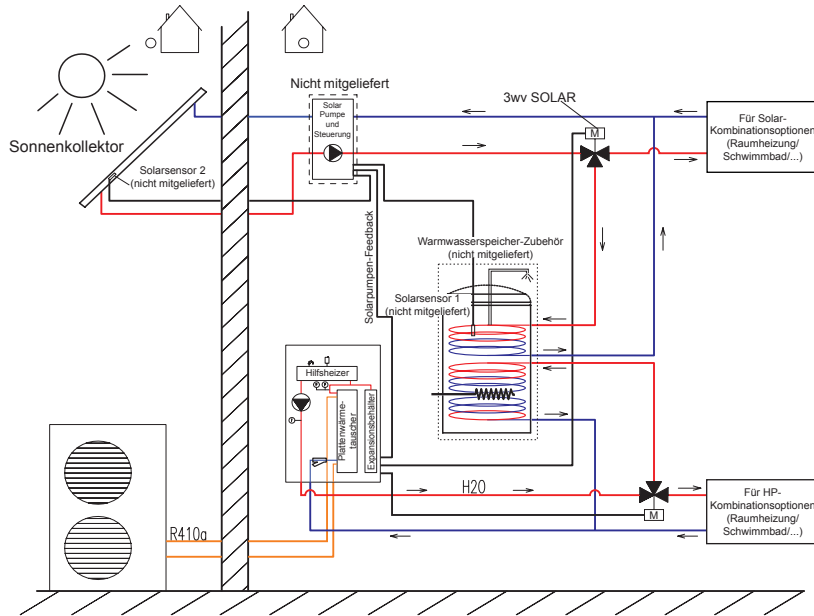 Nicht mitgeliefert
3wv SOLAR
Solar
Pumpe
und
Steuerung
M
Für Solar-
Kombinationsoptionen
(Raumheizung/
Schwimmbad/...)
Sonnenkollektor
Solarsensor 2
(nicht mitgeliefert)
Solarpumpen-Feedback
Warmwasserspeicher-Zubehör
(nicht mitgeliefert)
Solarsensor 1
(nicht mitgeliefert)
Hilfsheizer
P
P
F
Plattenwärme-
tauscher
Expansionsbehälter
H2O
M
Für HP-
Kombinationsoptionen
(Raumheizung/
Schwimmbad/...)
R410a